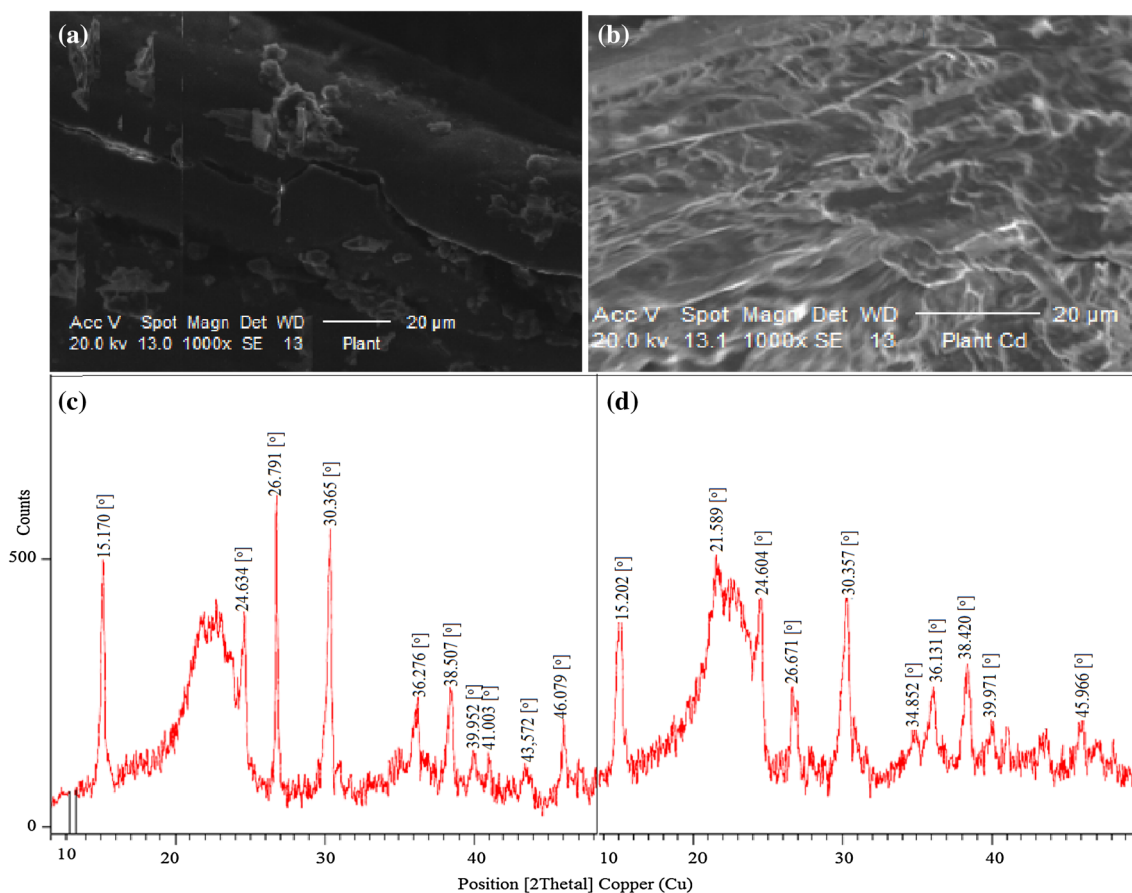 (a)
Acc V Spot Magn Det WD 20 µm
20.0 kv 13.0 1000x SE 13 Plant
(b)
Acc V Spot Magn Det WD 20 µm
20.0 kv 13.1 1000x SE 13 Plant Cd
(c)
Counts
500
0
15.170 [°]
24.634 [°]
26.791 [°]
30.365 [°]
36.276 [°]
38.507 [°]
39.952 [°]
41.003 [°]
43,572 [°]
46.079 [°]
10 20 30 40
(d)
15.202 [°]
21.589 [°]
24.604 [°]
26.671 [°]
30.357 [°]
34.852 [°]
36.131 [°]
38.420 [°]
39.971 [°]
45.966 [°]
10 20 30 40
Position [2Thetal] Copper (Cu)